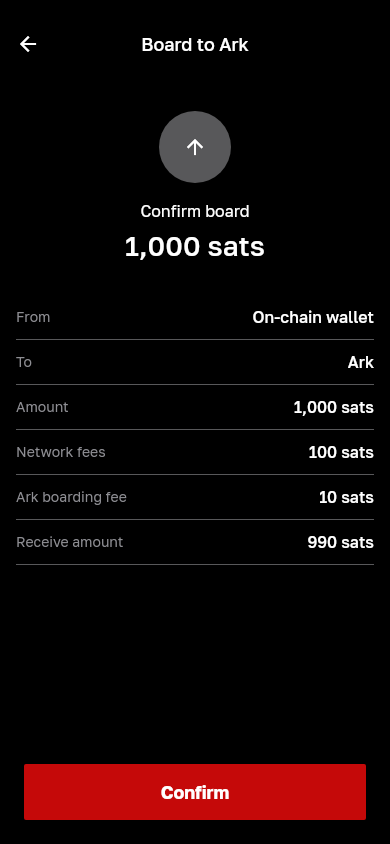 Board to Ark
Confirm board
1,000 sats
From On-chain wallet
To Ark
Amount 1,000 sats
Network fees 100 sats
Ark boarding fee 10 sats
Receive amount 990 sats
Confirm